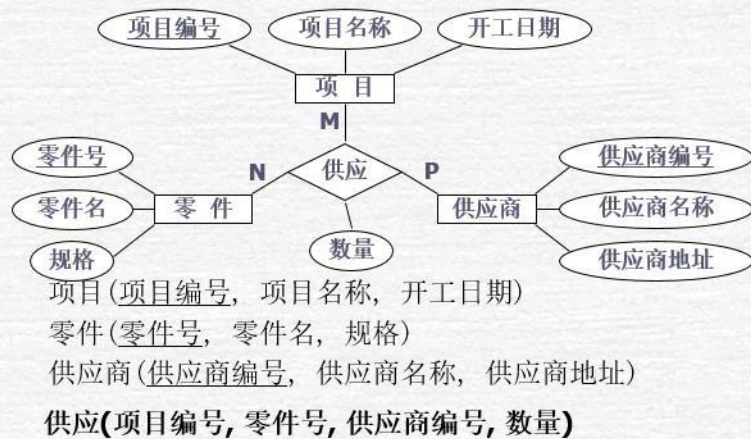 项目编号 项目名称 开工日期
项 目
M
零件号 供应商编号
N 供应 P
零件名 零 件 供应商 供应商名称
规格 数量 供应商地址
项目(项目编号, 项目名称, 开工日期)
零件(零件号, 零件名, 规格)
供应商(供应商编号, 供应商名称, 供应商地址)
供应(项目编号, 零件号, 供应商编号, 数量)